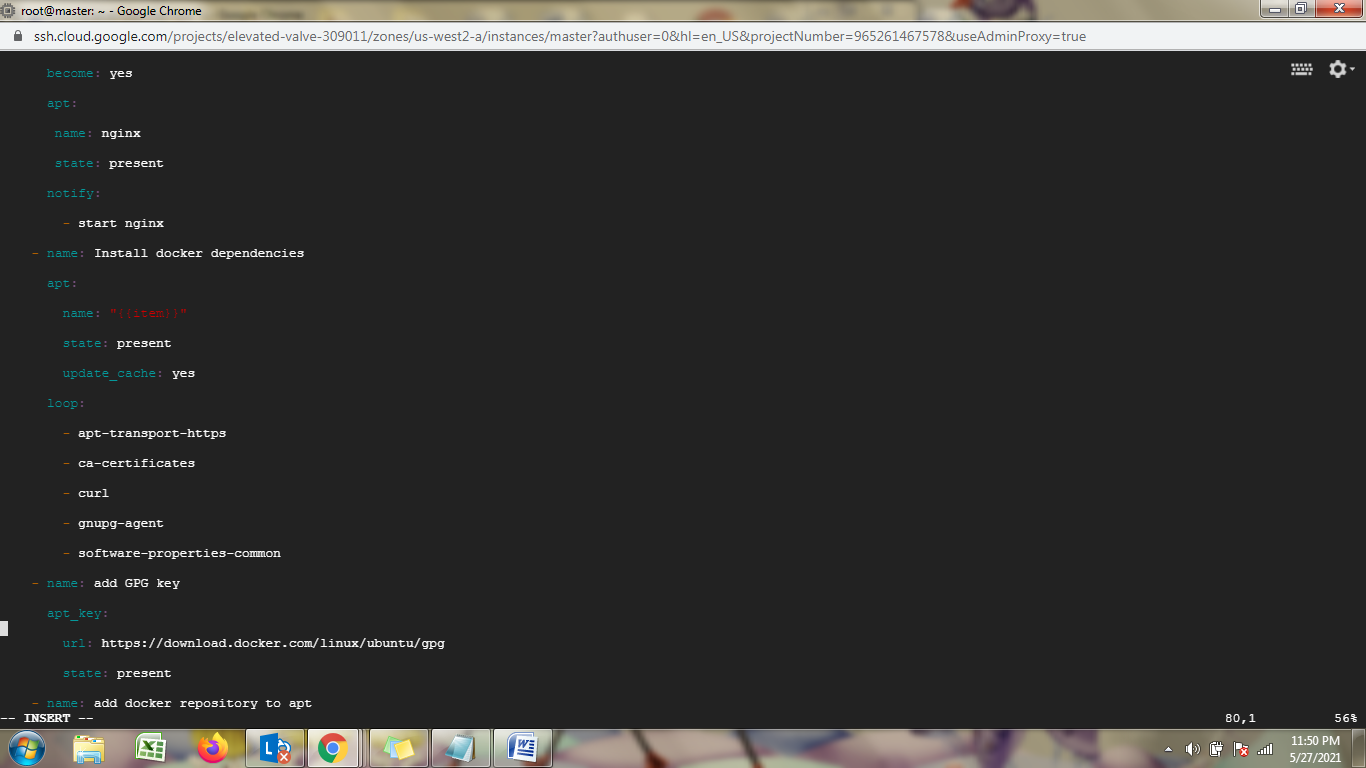 root@master: ~ - Google Chrome
ssh.cloud.google.com/projects/elevated-valve-309011/zones/us-west2-a/instances/master?authuser=0&hl=en_US&projectNumber=965261467578&useAdminProxy=true
become: yes
apt:
name: nginx
state: present
notify:
- start nginx
- name: Install docker dependencies
apt:
name: "{{item}}"
state: present
update_cache: yes
loop:
- apt-transport-https
- ca-certificates
- curl
- gnupg-agent
- software-properties-common
- name: add GPG key
apt_key:
url: https://download.docker.com/linux/ubuntu/gpg
state: present
- name: add docker repository to apt
-- INSERT -- 80,1 56%
11:50 PM
5/27/2021